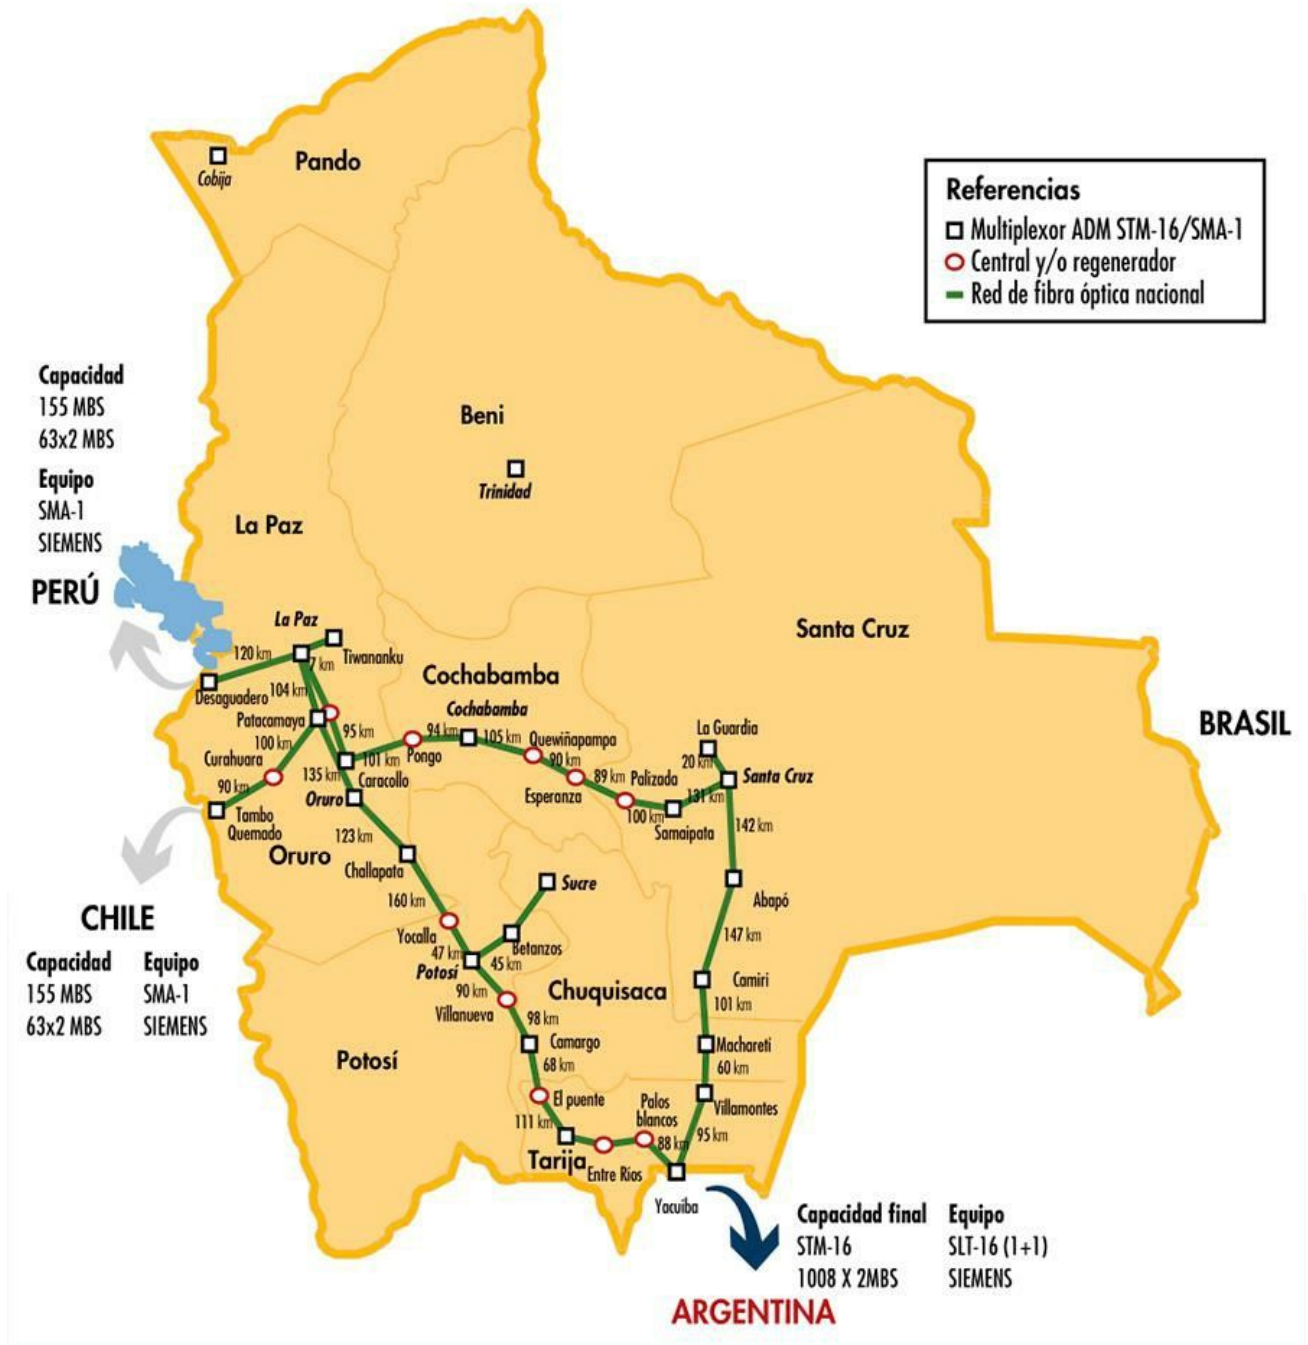 Cobija
Pando
Referencias
Multiplexor ADM STM-16/SMA-1
Central y/o regenerador
Red de fibra óptica nacional
Capacidad
155 MBS
63x2 MBS
Equipo
SMA-1
SIEMENS
PERÚ
Beni
Trinidad
La Paz
Santa Cruz
La Paz
120 km
7 km
Tiwananku
Desaguadero
104 km
Patacamaya
95 km
100 km
Curahuara
90 km
135 km
Caracollo
101 km
Pongo
Cochabamba
Cochabamba
94 km
105 km
Quewiñapampa
90 km
Esperanza
89 km
Palizada
100 km
Samaipata
131 km
La Guardia
20 km
Santa Cruz
142 km
BRASIL
Tambo
Quemado
Oruro
123 km
Oruro
Challapata
160 km
Abapó
147 km
Sucre
Yocalla
47 km
Potosí
Betanzos
45 km
90 km
Villanueva
Chuquisaca
98 km
Camargo
68 km
Camiri
101 km
Machareti
60 km
CHILE
Capacidad
155 MBS
63x2 MBS
Equipo
SMA-1
SIEMENS
Potosí
El puente
111 km
Tarija
Entre Rios
Palos
blancos
88 km
Villamontes
95 km
Yacuiba
Capacidad final
STM-16
1008 X 2MBS
Equipo
SLT-16 (1+1)
SIEMENS
ARGENTINA